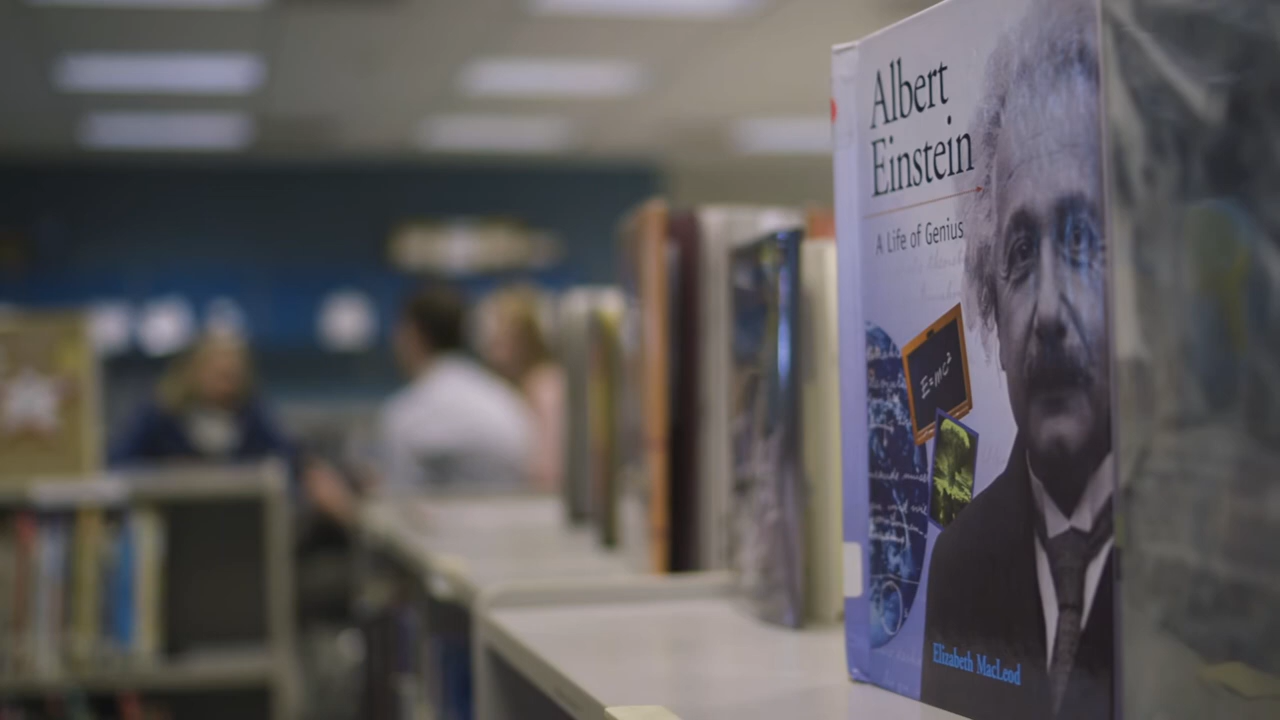 Albert
Einstein
A Life of Genius
E=mc²
Elizabeth MacLeod